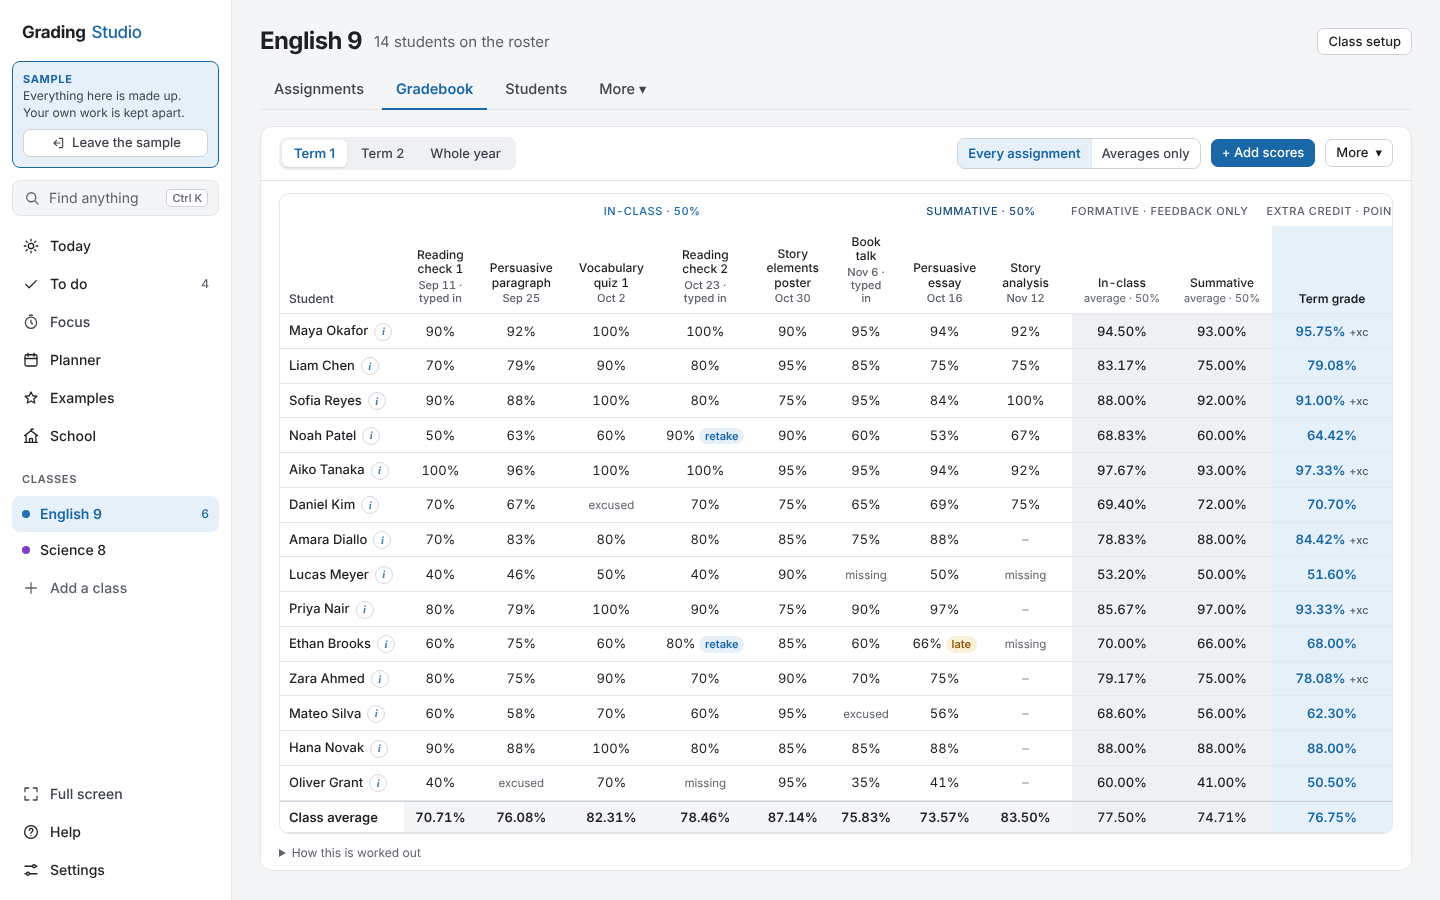 Grading Studio
SAMPLE
Everything here is made up.
Your own work is kept apart.
Leave the sample
Find anything Ctrl K
Today
To do 4
Focus
Planner
Examples
School
CLASSES
English 9 6
Science 8
Add a class
Full screen
Help
Settings
English 9 14 students on the roster
Class setup
Assignments Gradebook Students More ▾
Term 1 Term 2 Whole year
Every assignment Averages only + Add scores More ▾
IN-CLASS · 50% SUMMATIVE · 50% FORMATIVE · FEEDBACK ONLY EXTRA CREDIT · POIN
Student
Reading
check 1
Sep 11 ·
typed in
Persuasive
paragraph
Sep 25
Vocabulary
quiz 1
Oct 2
Reading
check 2
Oct 23 ·
typed in
Story
elements
poster
Oct 30
Book
talk
Nov 6 ·
typed
in
Persuasive
essay
Oct 16
Story
analysis
Nov 12
In-class
average · 50%
Summative
average · 50%
Term grade
Maya Okafor i 90% 92% 100% 100% 90% 95% 94% 92% 94.50% 93.00% 95.75% +xc
Liam Chen i 70% 79% 90% 80% 95% 85% 75% 75% 83.17% 75.00% 79.08%
Sofia Reyes i 90% 88% 100% 80% 75% 95% 84% 100% 88.00% 92.00% 91.00% +xc
Noah Patel i 50% 63% 60% 90% retake 90% 60% 53% 67% 68.83% 60.00% 64.42%
Aiko Tanaka i 100% 96% 100% 100% 95% 95% 94% 92% 97.67% 93.00% 97.33% +xc
Daniel Kim i 70% 67% excused 70% 75% 65% 69% 75% 69.40% 72.00% 70.70%
Amara Diallo i 70% 83% 80% 80% 85% 75% 88% – 78.83% 88.00% 84.42% +xc
Lucas Meyer i 40% 46% 50% 40% 90% missing 50% missing 53.20% 50.00% 51.60%
Priya Nair i 80% 79% 100% 90% 75% 90% 97% – 85.67% 97.00% 93.33% +xc
Ethan Brooks i 60% 75% 60% 80% retake 85% 60% 66% late missing 70.00% 66.00% 68.00%
Zara Ahmed i 80% 75% 90% 70% 90% 70% 75% – 79.17% 75.00% 78.08% +xc
Mateo Silva i 60% 58% 70% 60% 95% excused 56% – 68.60% 56.00% 62.30%
Hana Novak i 90% 88% 100% 80% 85% 85% 88% – 88.00% 88.00% 88.00%
Oliver Grant i 40% excused 70% missing 95% 35% 41% – 60.00% 41.00% 50.50%
Class average 70.71% 76.08% 82.31% 78.46% 87.14% 75.83% 73.57% 83.50% 77.50% 74.71% 76.75%
▶ How this is worked out